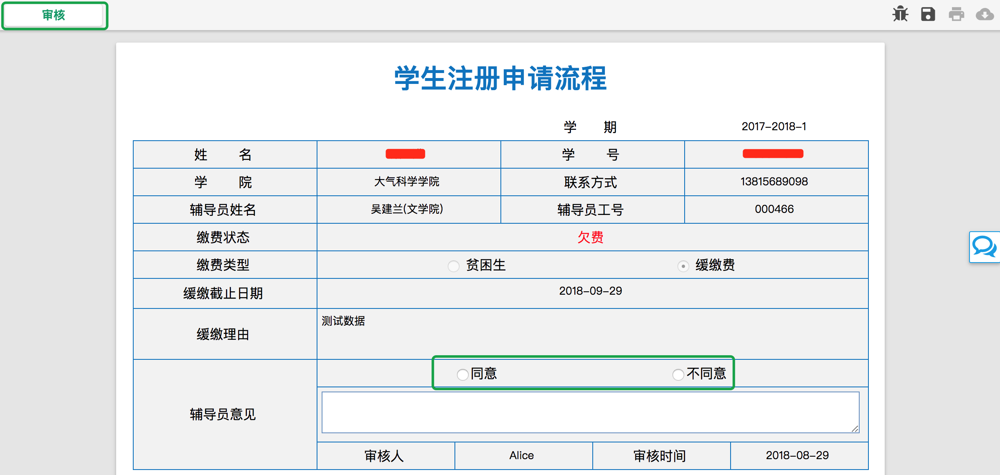 审核
学生注册申请流程
学 期 2017-2018-1
姓 名 学 号
学 院 大气科学学院 联系方式 13815689098
辅导员姓名 吴建兰(文学院) 辅导员工号 000466
缴费状态 欠费
缴费类型 贫困生 缓缴费
缓缴截止日期 2018-09-29
缓缴理由 测试数据
同意 不同意
辅导员意见
审核人 Alice 审核时间 2018-08-29